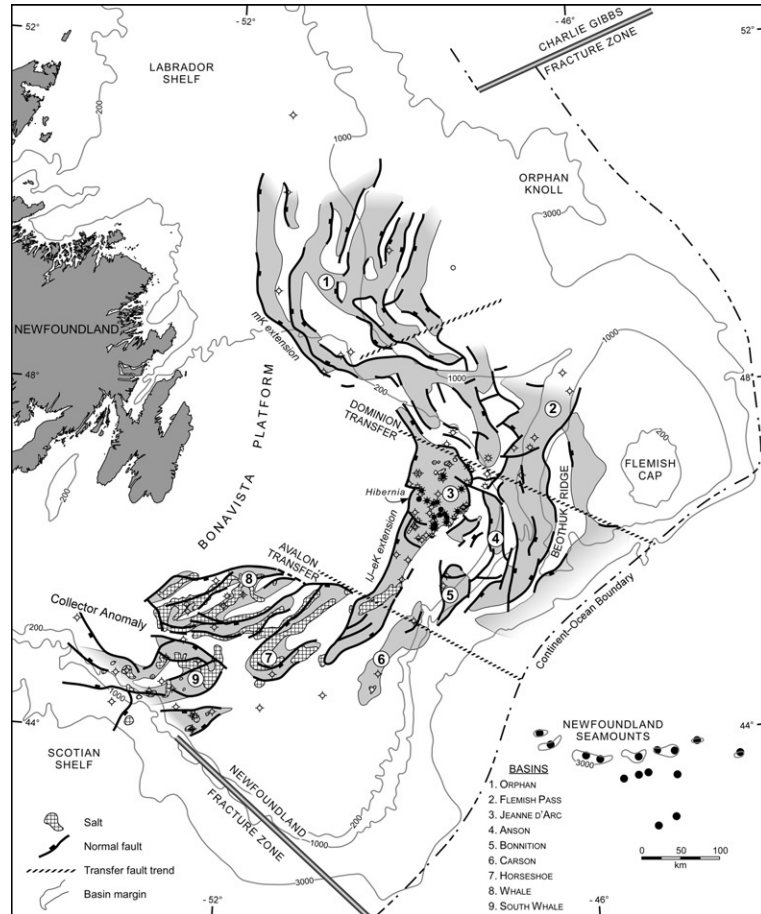 - 52°
- 46°
52°
52°
CHARLIE GIBBS
FRACTURE ZONE
LABRADOR
SHELF
200
1000
ORPHAN
KNOLL
3000
1
NEWFOUNDLAND
mK extension
1000
48°
48°
200
1000
2
DOMINION
TRANSFER
BONAVISTA PLATFORM
200
200
FLEMISH
CAP
Hibernia
3
BEOTHUK RIDGE
4
lJ–eK extension
AVALON
TRANSFER
8
5
Continent–Ocean Boundary
Collector Anomaly
200
7
6
9
1000
44°
44°
NEWFOUNDLAND
SEAMOUNTS
3000
SCOTIAN
SHELF
NEWFOUNDLAND
FRACTURE ZONE
200
1000
3000
BASINS
1. ORPHAN
2. FLEMISH PASS
3. JEANNE D'ARC
4. ANSON
5. BONNITION
6. CARSON
7. HORSESHOE
8. WHALE
9. SOUTH WHALE
0 50 100
km
Salt
Normal fault
Transfer fault trend
Basin margin
- 52°
- 46°